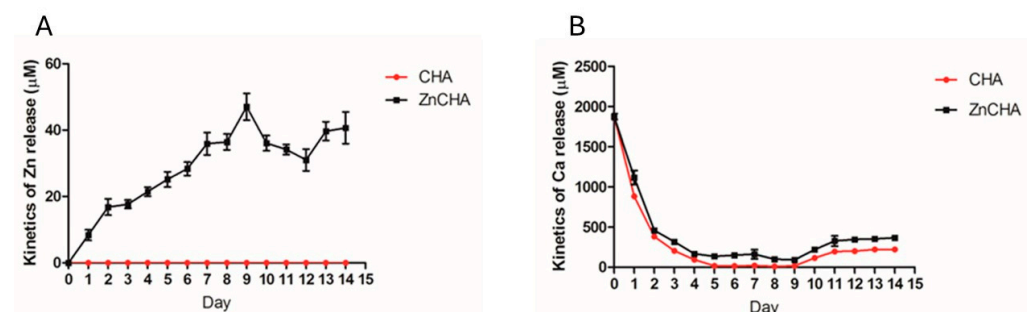 A
Kinetics of Zn release (μM)
60
40
20
0
0 1 2 3 4 5 6 7 8 9 10 11 12 13 14 15
Day
CHA
ZnCHA
B
Kinetics of Ca release (μM)
2500
2000
1500
1000
500
0
0 1 2 3 4 5 6 7 8 9 10 11 12 13 14 15
Day
CHA
ZnCHA